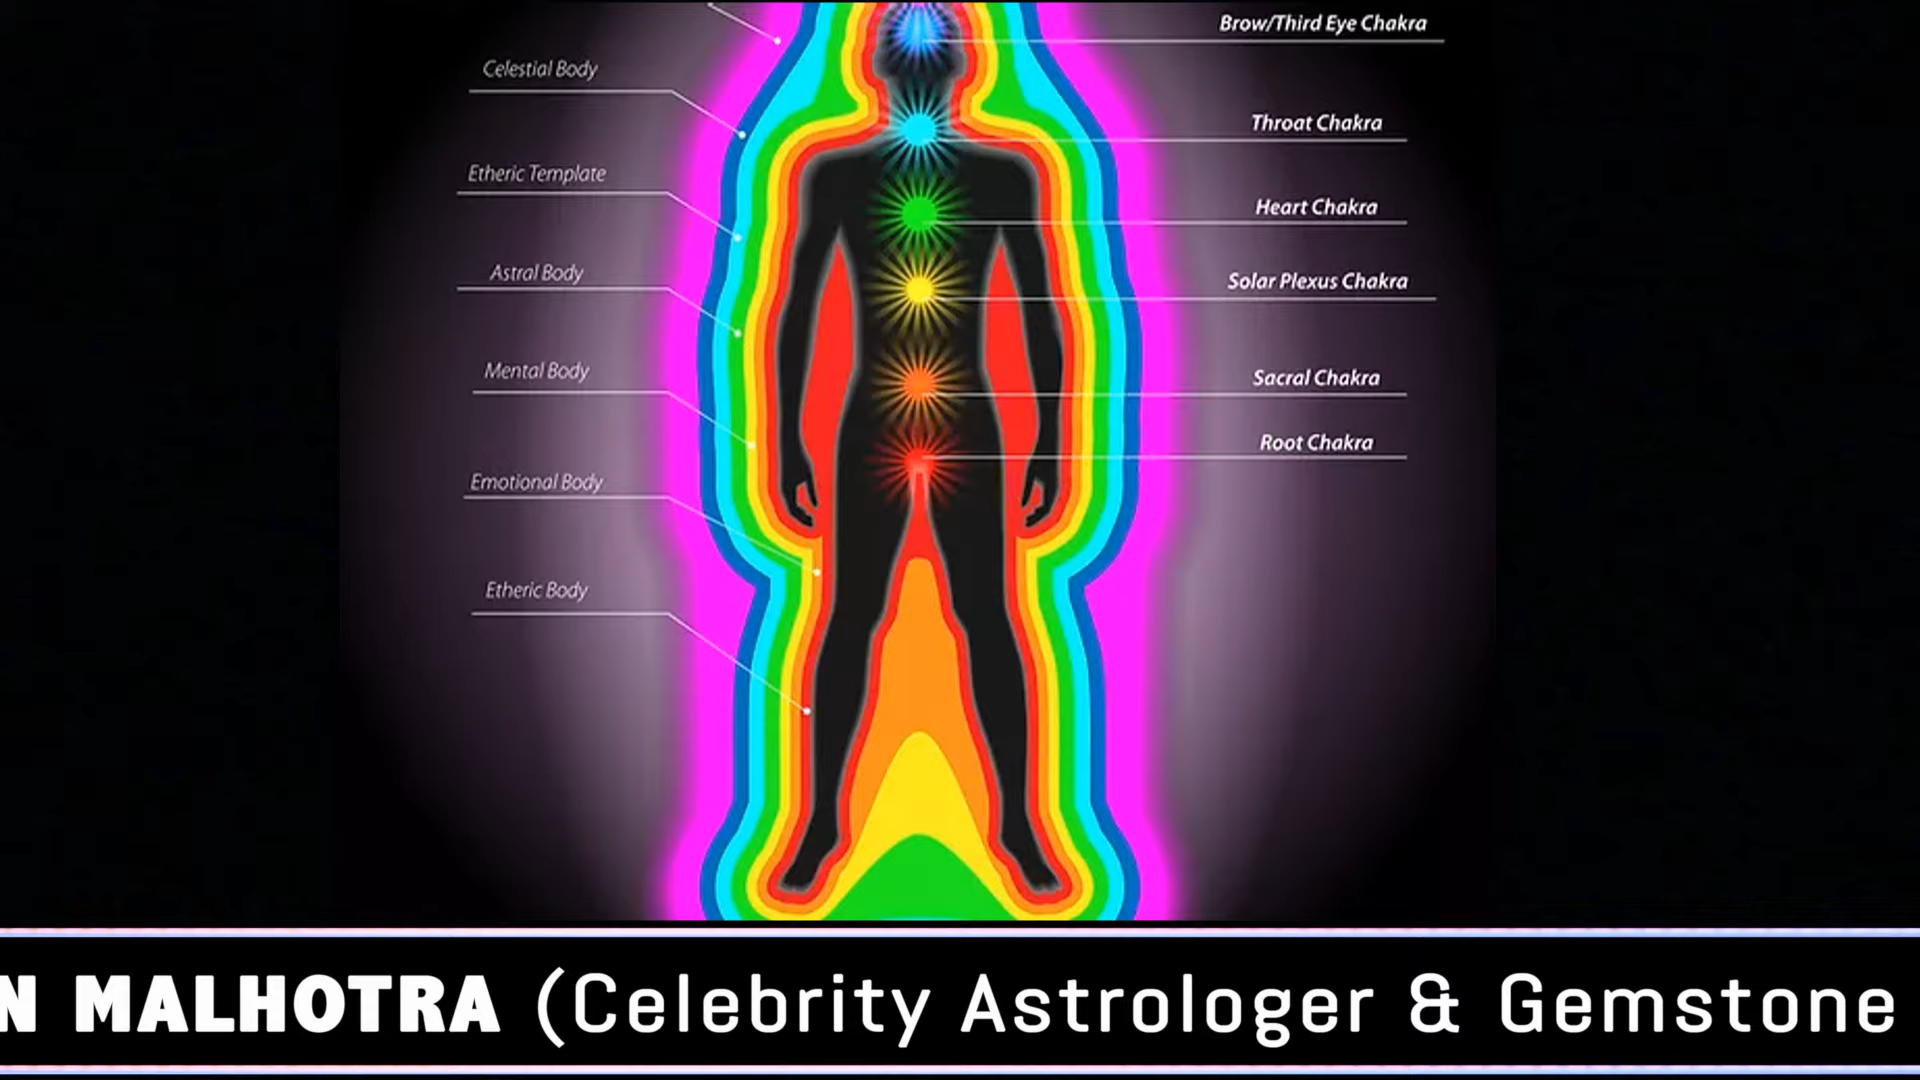 Brow/Third Eye Chakra
Celestial Body
Throat Chakra
Etheric Template
Heart Chakra
Astral Body
Solar Plexus Chakra
Mental Body
Sacral Chakra
Root Chakra
Emotional Body
Etheric Body
N MALHOTRA (Celebrity Astrologer & Gemstone